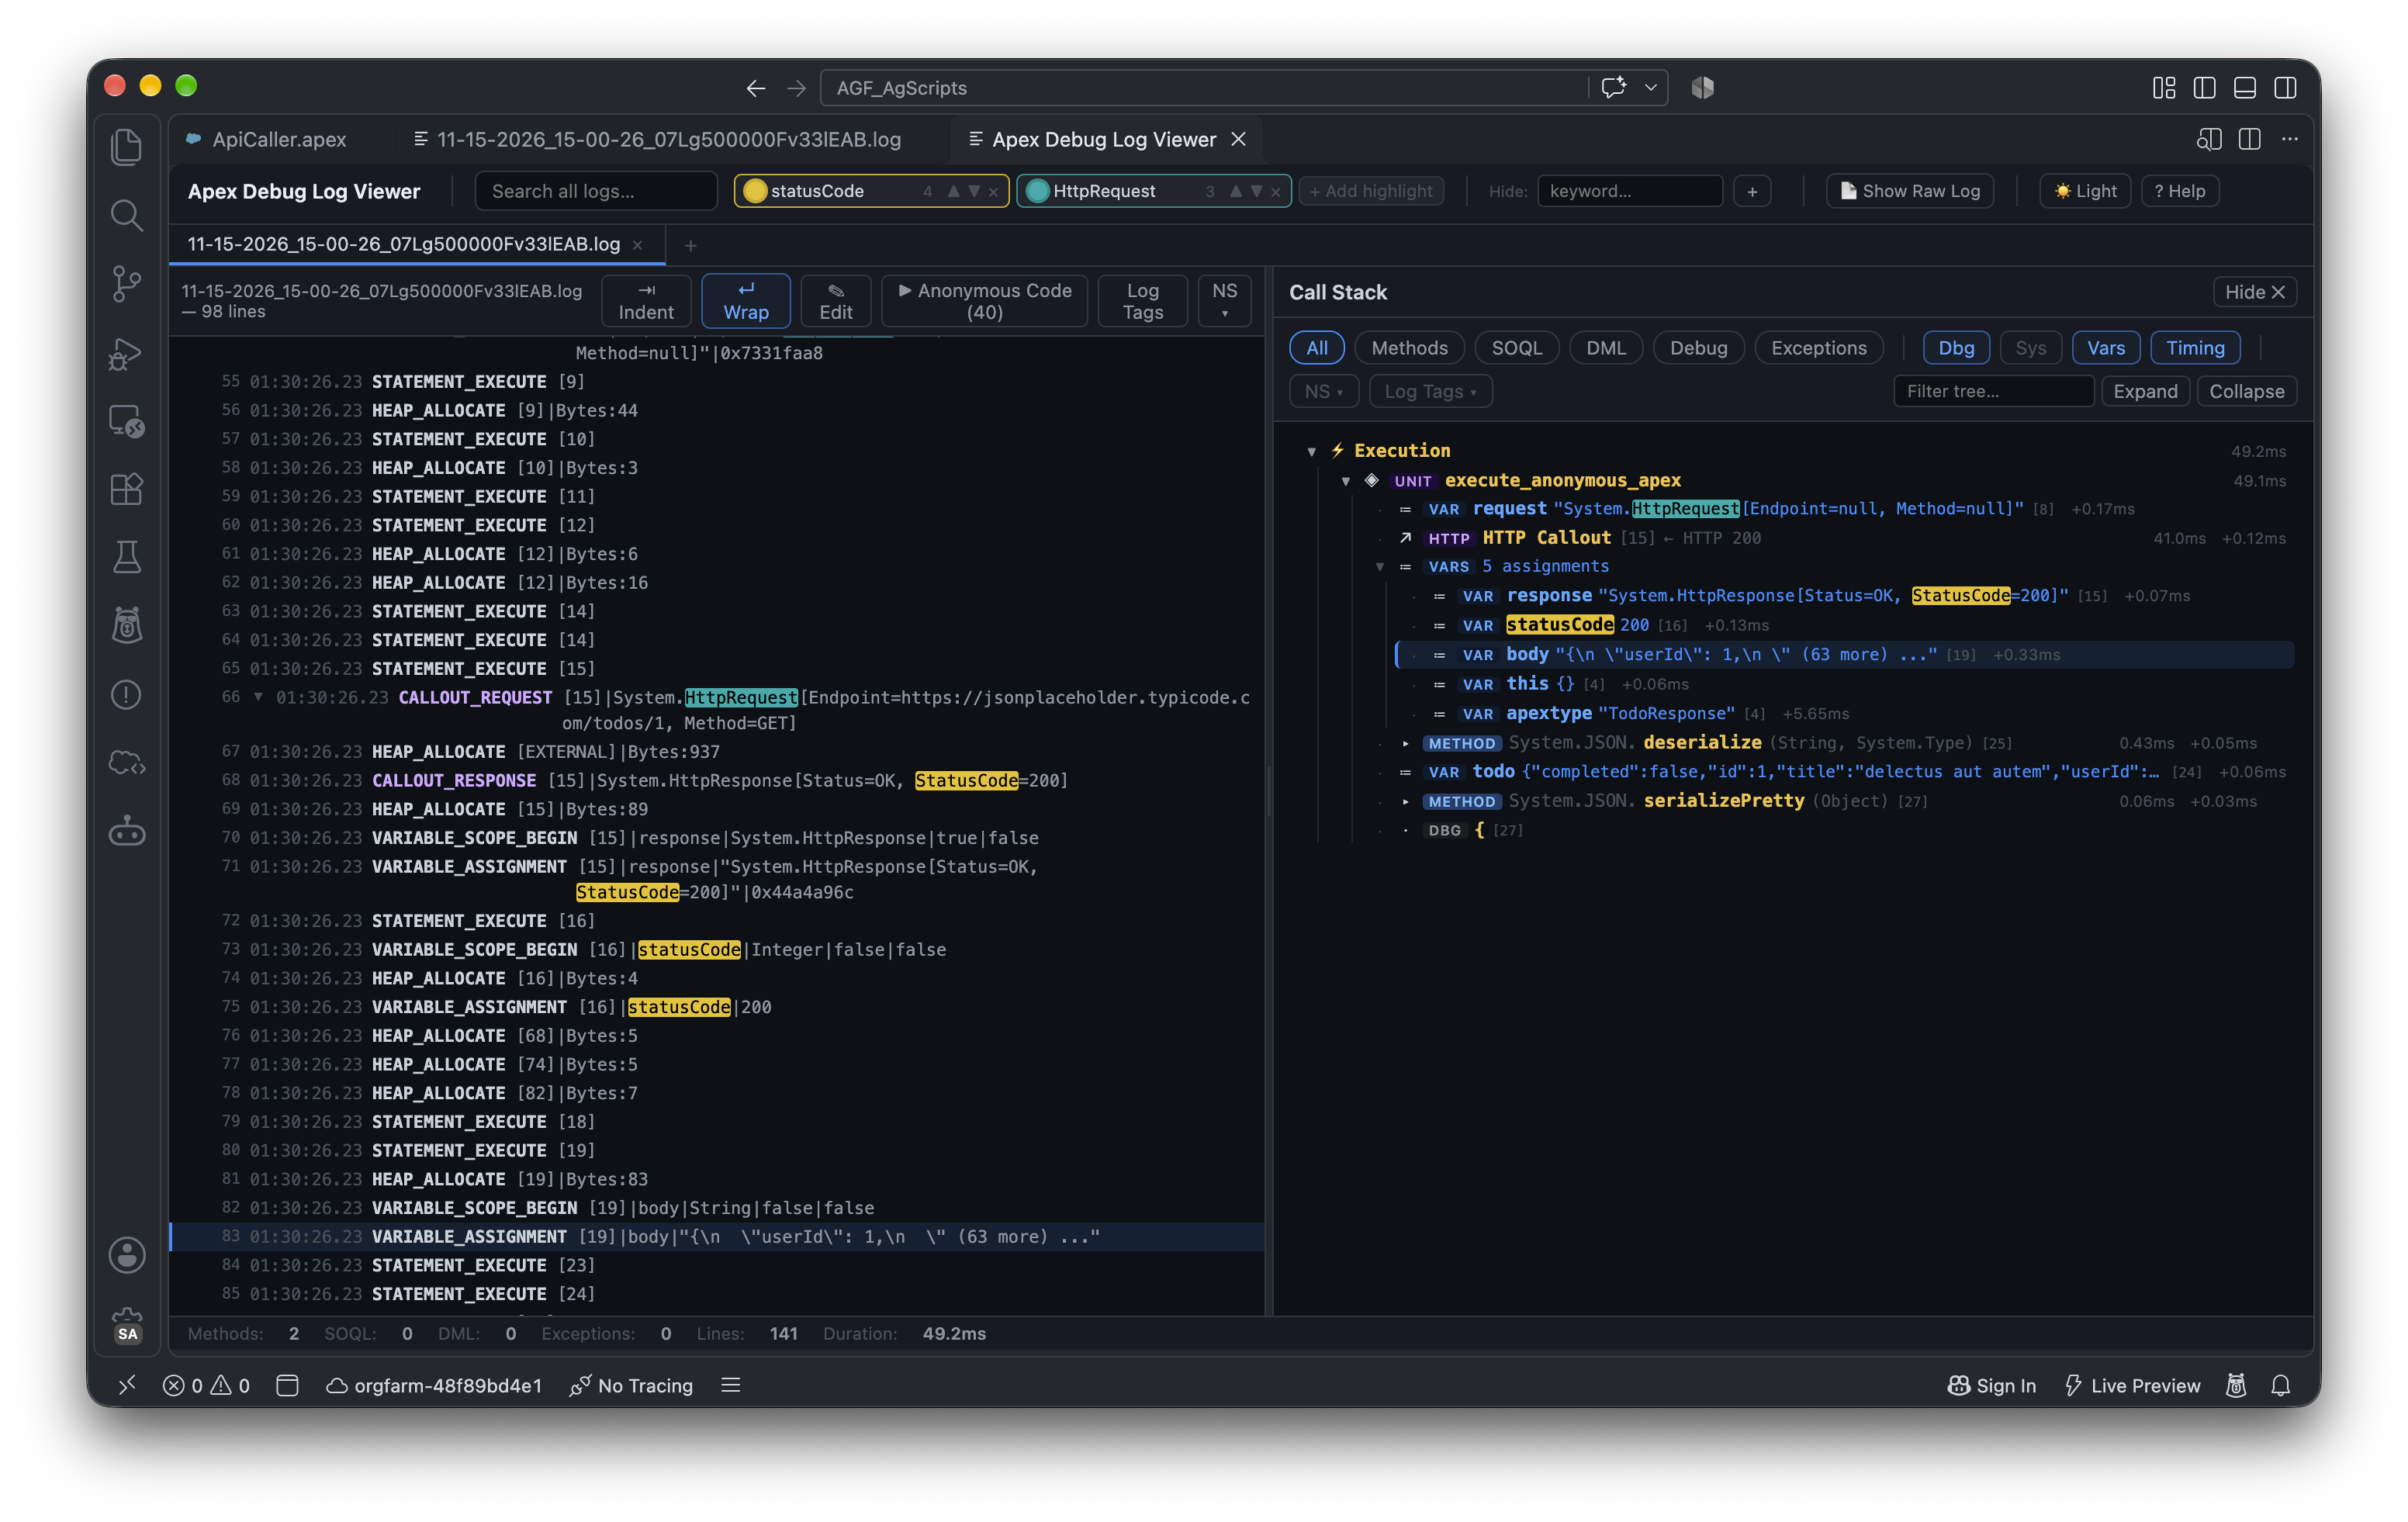 AGF_AgScripts
ApiCaller.apex
11-15-2026_15-00-26_07Lg500000Fv33lEAB.log
Apex Debug Log Viewer
Apex Debug Log Viewer
Search all logs...
statusCode 4
HttpRequest 3
+ Add highlight
Hide:
keyword...
+
Show Raw Log
Light
? Help
11-15-2026_15-00-26_07Lg500000Fv33lEAB.log
+
11-15-2026_15-00-26_07Lg500000Fv33lEAB.log
— 98 lines
Indent
Wrap
Edit
Anonymous Code
(40)
Log
Tags
NS
Method=null]"|0x7331faa8
55 01:30:26.23 STATEMENT_EXECUTE [9]
56 01:30:26.23 HEAP_ALLOCATE [9]|Bytes:44
57 01:30:26.23 STATEMENT_EXECUTE [10]
58 01:30:26.23 HEAP_ALLOCATE [10]|Bytes:3
59 01:30:26.23 STATEMENT_EXECUTE [11]
60 01:30:26.23 STATEMENT_EXECUTE [12]
61 01:30:26.23 HEAP_ALLOCATE [12]|Bytes:6
62 01:30:26.23 HEAP_ALLOCATE [12]|Bytes:16
63 01:30:26.23 STATEMENT_EXECUTE [14]
64 01:30:26.23 STATEMENT_EXECUTE [14]
65 01:30:26.23 STATEMENT_EXECUTE [15]
66 01:30:26.23 CALLOUT_REQUEST [15]|System.HttpRequest[Endpoint=https://jsonplaceholder.typicode.c
om/todos/1, Method=GET]
67 01:30:26.23 HEAP_ALLOCATE [EXTERNAL]|Bytes:937
68 01:30:26.23 CALLOUT_RESPONSE [15]|System.HttpResponse[Status=OK, StatusCode=200]
69 01:30:26.23 HEAP_ALLOCATE [15]|Bytes:89
70 01:30:26.23 VARIABLE_SCOPE_BEGIN [15]|response|System.HttpResponse|true|false
71 01:30:26.23 VARIABLE_ASSIGNMENT [15]|response|"System.HttpResponse[Status=OK,
StatusCode=200]"|0x44a4a96c
72 01:30:26.23 STATEMENT_EXECUTE [16]
73 01:30:26.23 VARIABLE_SCOPE_BEGIN [16]|statusCode|Integer|false|false
74 01:30:26.23 HEAP_ALLOCATE [16]|Bytes:4
75 01:30:26.23 VARIABLE_ASSIGNMENT [16]|statusCode|200
76 01:30:26.23 HEAP_ALLOCATE [68]|Bytes:5
77 01:30:26.23 HEAP_ALLOCATE [74]|Bytes:5
78 01:30:26.23 HEAP_ALLOCATE [82]|Bytes:7
79 01:30:26.23 STATEMENT_EXECUTE [18]
80 01:30:26.23 STATEMENT_EXECUTE [19]
81 01:30:26.23 HEAP_ALLOCATE [19]|Bytes:83
82 01:30:26.23 VARIABLE_SCOPE_BEGIN [19]|body|String|false|false
83 01:30:26.23 VARIABLE_ASSIGNMENT [19]|body|"{\n  \"userId\": 1,\n  \" (63 more) ..."
84 01:30:26.23 STATEMENT_EXECUTE [23]
85 01:30:26.23 STATEMENT_EXECUTE [24]
Methods: 2 SOQL: 0 DML: 0 Exceptions: 0 Lines: 141 Duration: 49.2ms
Call Stack
Hide
All
Methods
SOQL
DML
Debug
Exceptions
Dbg
Sys
Vars
Timing
NS
Log Tags
Filter tree...
Expand
Collapse
Execution 49.2ms
UNIT execute_anonymous_apex 49.1ms
VAR request "System.HttpRequest[Endpoint=null, Method=null]" [8] +0.17ms
HTTP HTTP Callout [15] ← HTTP 200 41.0ms +0.12ms
VARS 5 assignments
VAR response "System.HttpResponse[Status=OK, StatusCode=200]" [15] +0.07ms
VAR statusCode 200 [16] +0.13ms
VAR body "{\n \"userId\": 1,\n \" (63 more) ..." [19] +0.33ms
VAR this {} [4] +0.06ms
VAR apextype "TodoResponse" [4] +5.65ms
METHOD System.JSON. deserialize (String, System.Type) [25] 0.43ms +0.05ms
VAR todo {"completed":false,"id":1,"title":"delectus aut autem","userId":… [24] +0.06ms
METHOD System.JSON. serializePretty (Object) [27] 0.06ms +0.03ms
DBG { [27]
SA
0 0
orgfarm-48f89bd4e1
No Tracing
Sign In
Live Preview